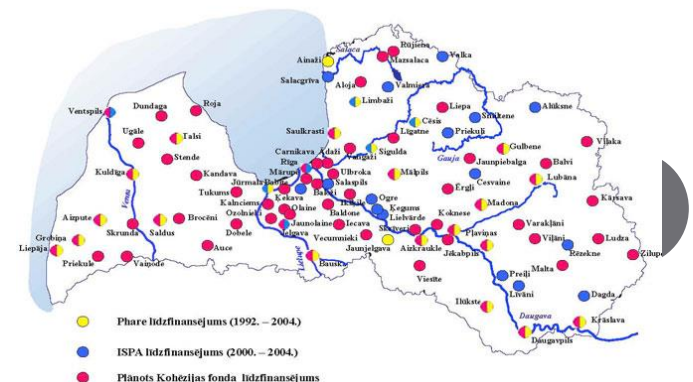 Rūjiena
Salaca
Ainaži
Mazsalaca
Valka
Salacgrīva
Aloja
Valmiera
Limbaži
Liepa
Alūksne
Cēsis
Smiltene
Saulkrasti
Priekuļi
Līgatne
Dundaga
Roja
Ventspils
Talsi
Ugāle
Stende
Kandava
Kuldīga
Venta
Carnikava
Ādaži
Vangaži
Sigulda
Gauja
Gulbene
Viļaka
Jaunpiebalga
Balvi
Rīga
Mārupe
Ulbroka
Mālpils
Cesvaine
Lubāna
Jūrmala
Babīte
Salaspils
Ērgļi
Tukums
Ķekava
Baloži
Ikšķile
Ogre
Madona
Kārsava
Kalnciems
Olaine
Ķegums
Ozolnieki
Baldone
Lielvārde
Koknese
Aizpute
Brocēni
Jaunolaine
Iecava
Skrīveri
Pļaviņas
Varakļāni
Grobiņa
Skrunda
Saldus
Dobele
Jelgava
Vecumnieki
Aizkraukle
Viļāni
Ludza
Liepāja
Auce
Jaunjelgava
Jēkabpils
Rēzekne
Zilupe
Priekule
Vaiņode
Lielupe
Bauska
Viesīte
Malta
Preiļi
Līvāni
Dagda
Ilūkste
Daugava
Krāslava
Daugavpils
Phare līdzfinansējums (1992. – 2004.)
ISPA līdzfinansējums (2000. – 2004.)
Plānots Kohēzijas fonda līdzfinansējums